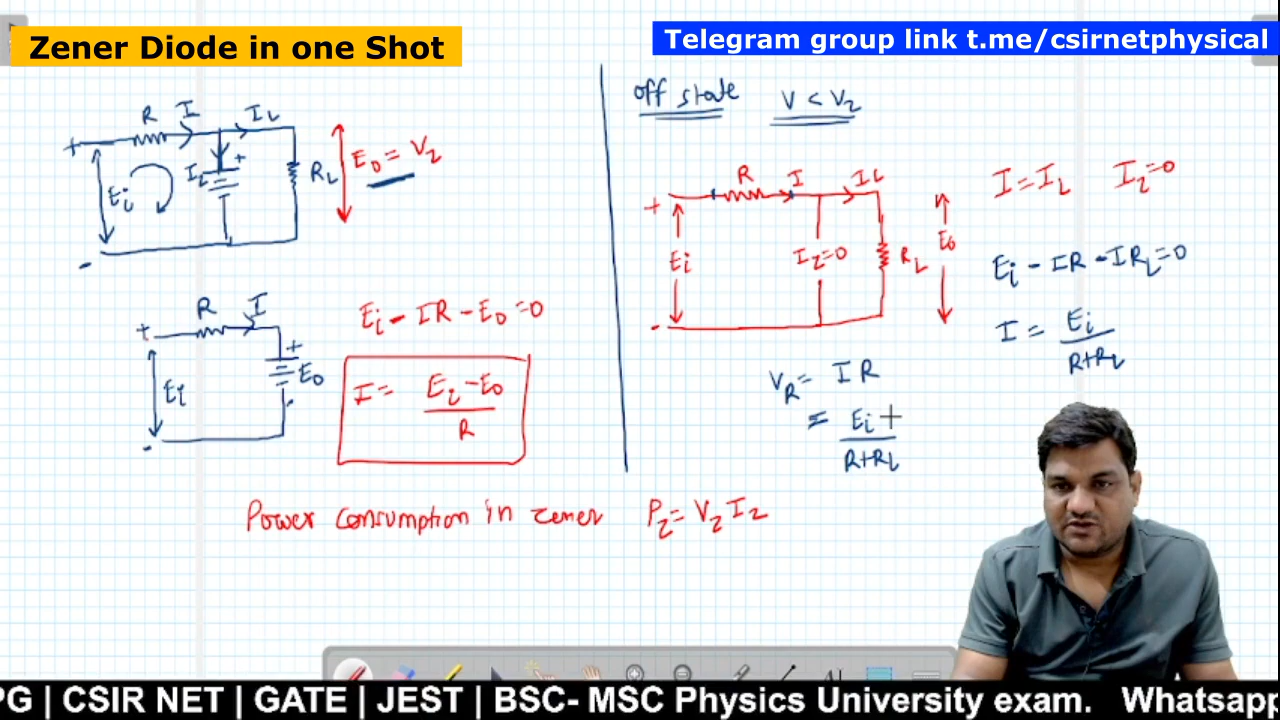 Zener Diode in one Shot
Telegram group link t.me/csirnetphysical
R I IL
+
Ei
IZ +
RL
E0 = VZ
-
R I
+
Ei
+
E0
-
Ei - IR - E0 = 0
I = Ei - E0 / R
off state V < VZ
R I IL
+
Ei
IZ=0
RL
E0
-
I = IL IZ=0
Ei - IR - IRL=0
I = Ei / R+RL
VR = IR
= Ei / R+RL
Power consumption in zener PZ = VZ IZ
PG | CSIR NET | GATE | JEST | BSC- MSC Physics University exam. Whatsapp